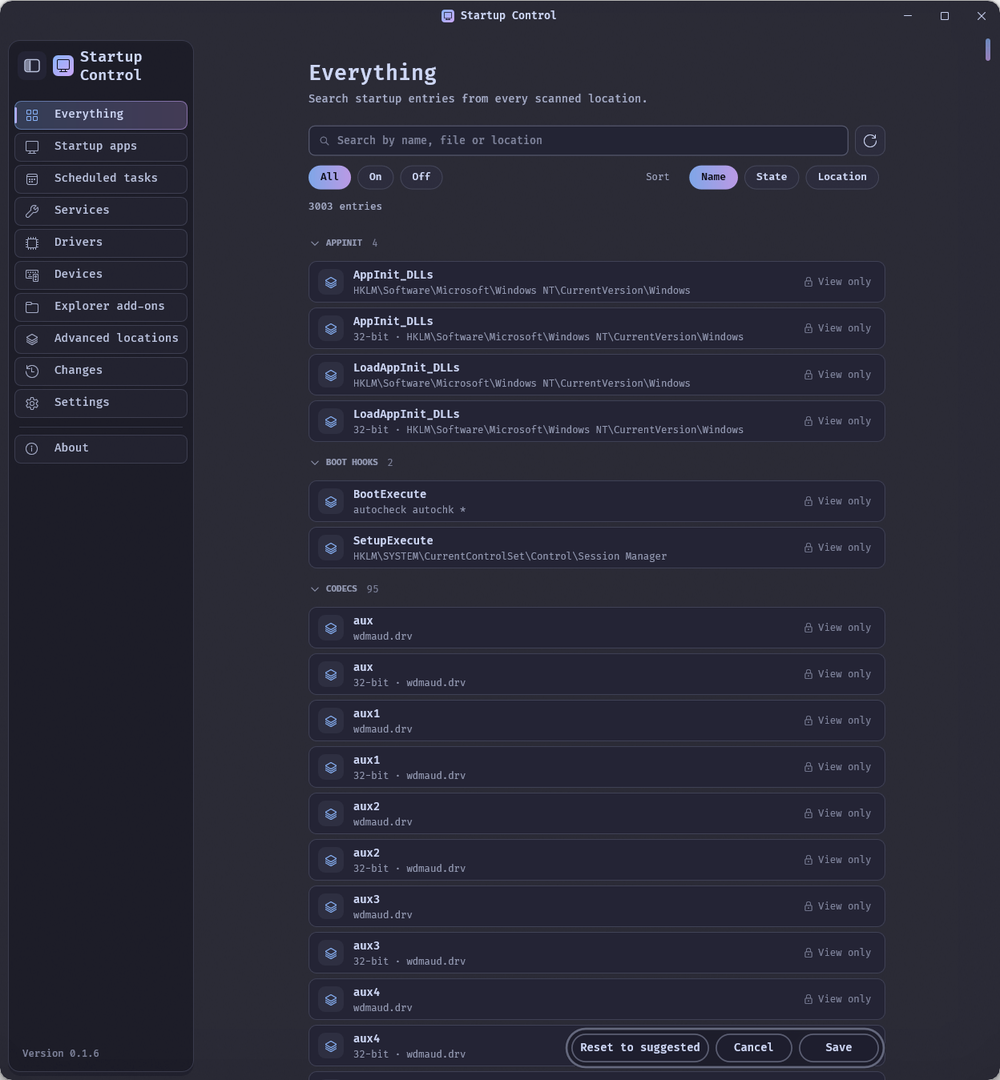 Startup Control
Startup
Control
Everything
Startup apps
Scheduled tasks
Services
Drivers
Devices
Explorer add-ons
Advanced locations
Changes
Settings
About
Version 0.1.6
Everything
Search startup entries from every scanned location.
Search by name, file or location
All On Off Sort Name State Location
3003 entries
APPINIT 4
AppInit_DLLs
HKLM\Software\Microsoft\Windows NT\CurrentVersion\Windows
View only
AppInit_DLLs
32-bit · HKLM\Software\Microsoft\Windows NT\CurrentVersion\Windows
View only
LoadAppInit_DLLs
HKLM\Software\Microsoft\Windows NT\CurrentVersion\Windows
View only
LoadAppInit_DLLs
32-bit · HKLM\Software\Microsoft\Windows NT\CurrentVersion\Windows
View only
BOOT HOOKS 2
BootExecute
autocheck autochk *
View only
SetupExecute
HKLM\SYSTEM\CurrentControlSet\Control\Session Manager
View only
CODECS 95
aux
wdmaud.drv
View only
aux
32-bit · wdmaud.drv
View only
aux1
wdmaud.drv
View only
aux1
32-bit · wdmaud.drv
View only
aux2
wdmaud.drv
View only
aux2
32-bit · wdmaud.drv
View only
aux3
wdmaud.drv
View only
aux3
32-bit · wdmaud.drv
View only
aux4
wdmaud.drv
View only
aux4
32-bit · wdmaud.drv
Reset to suggested Cancel Save